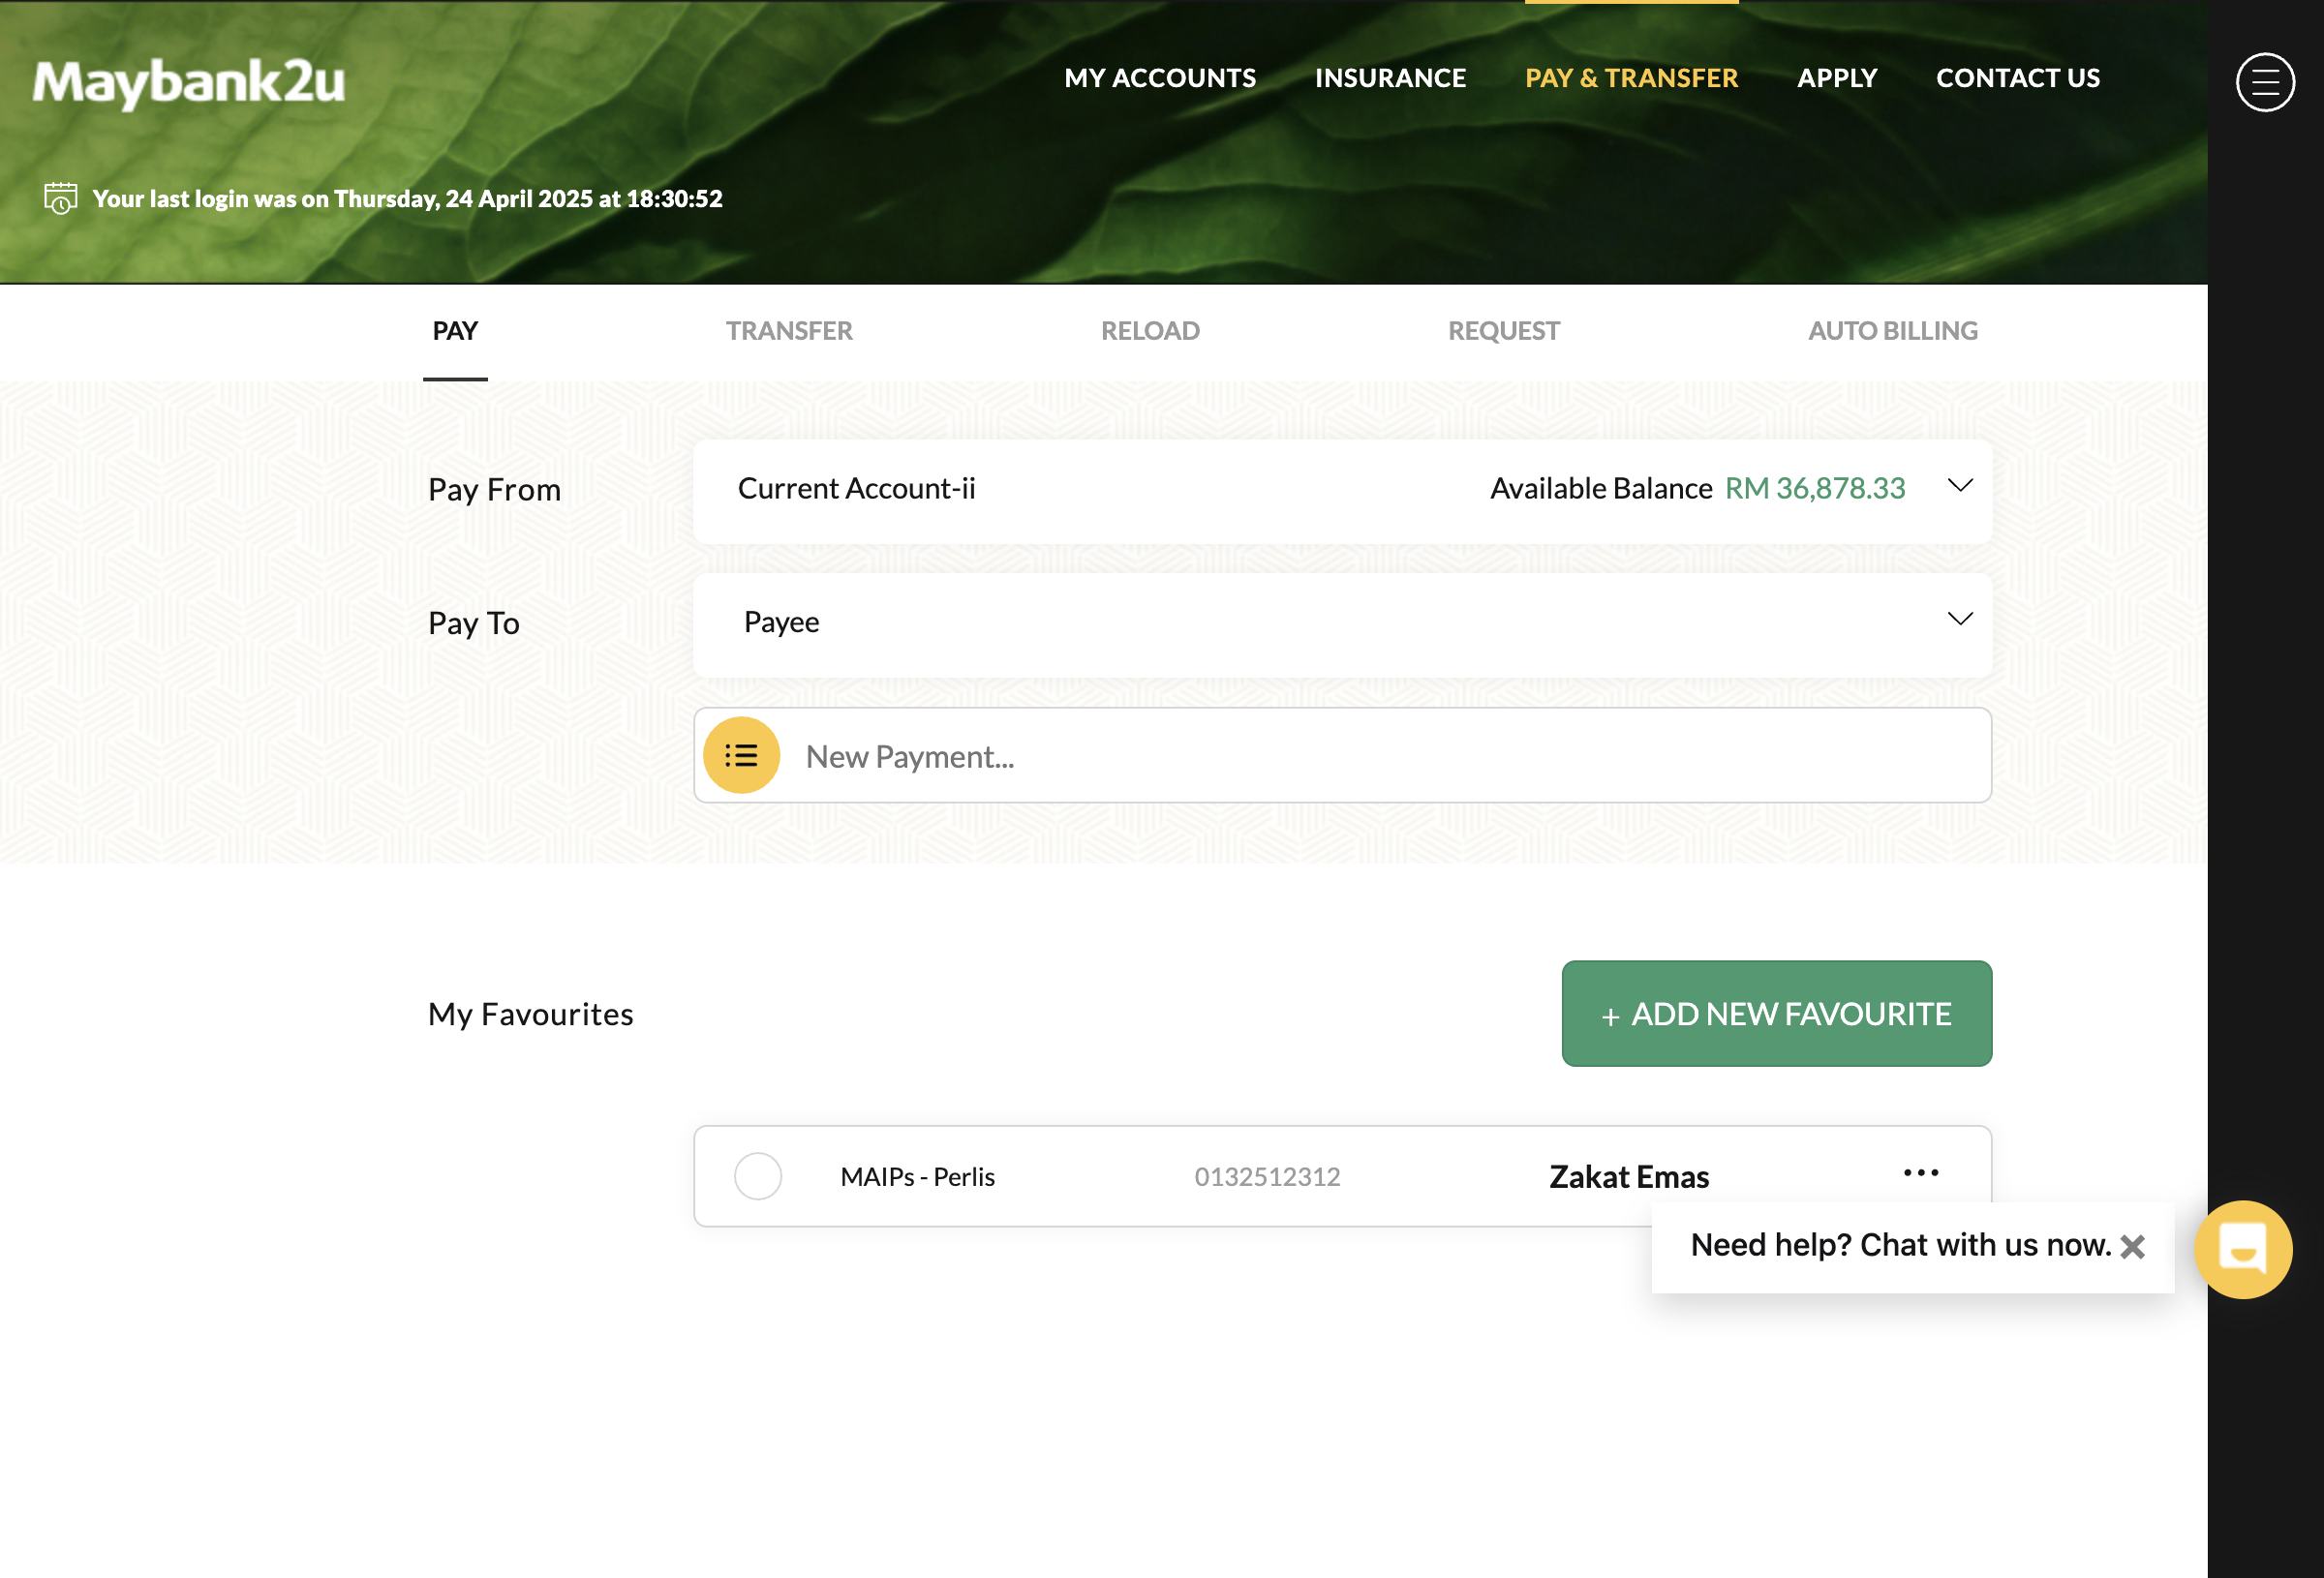 Maybank2u
MY ACCOUNTS INSURANCE PAY & TRANSFER APPLY CONTACT US
Your last login was on Thursday, 24 April 2025 at 18:30:52
PAY TRANSFER RELOAD REQUEST AUTO BILLING
Pay From Current Account-ii Available Balance RM 36,878.33
Pay To Payee
New Payment...
My Favourites + ADD NEW FAVOURITE
MAIPs - Perlis 0132512312 Zakat Emas
Need help? Chat with us now.